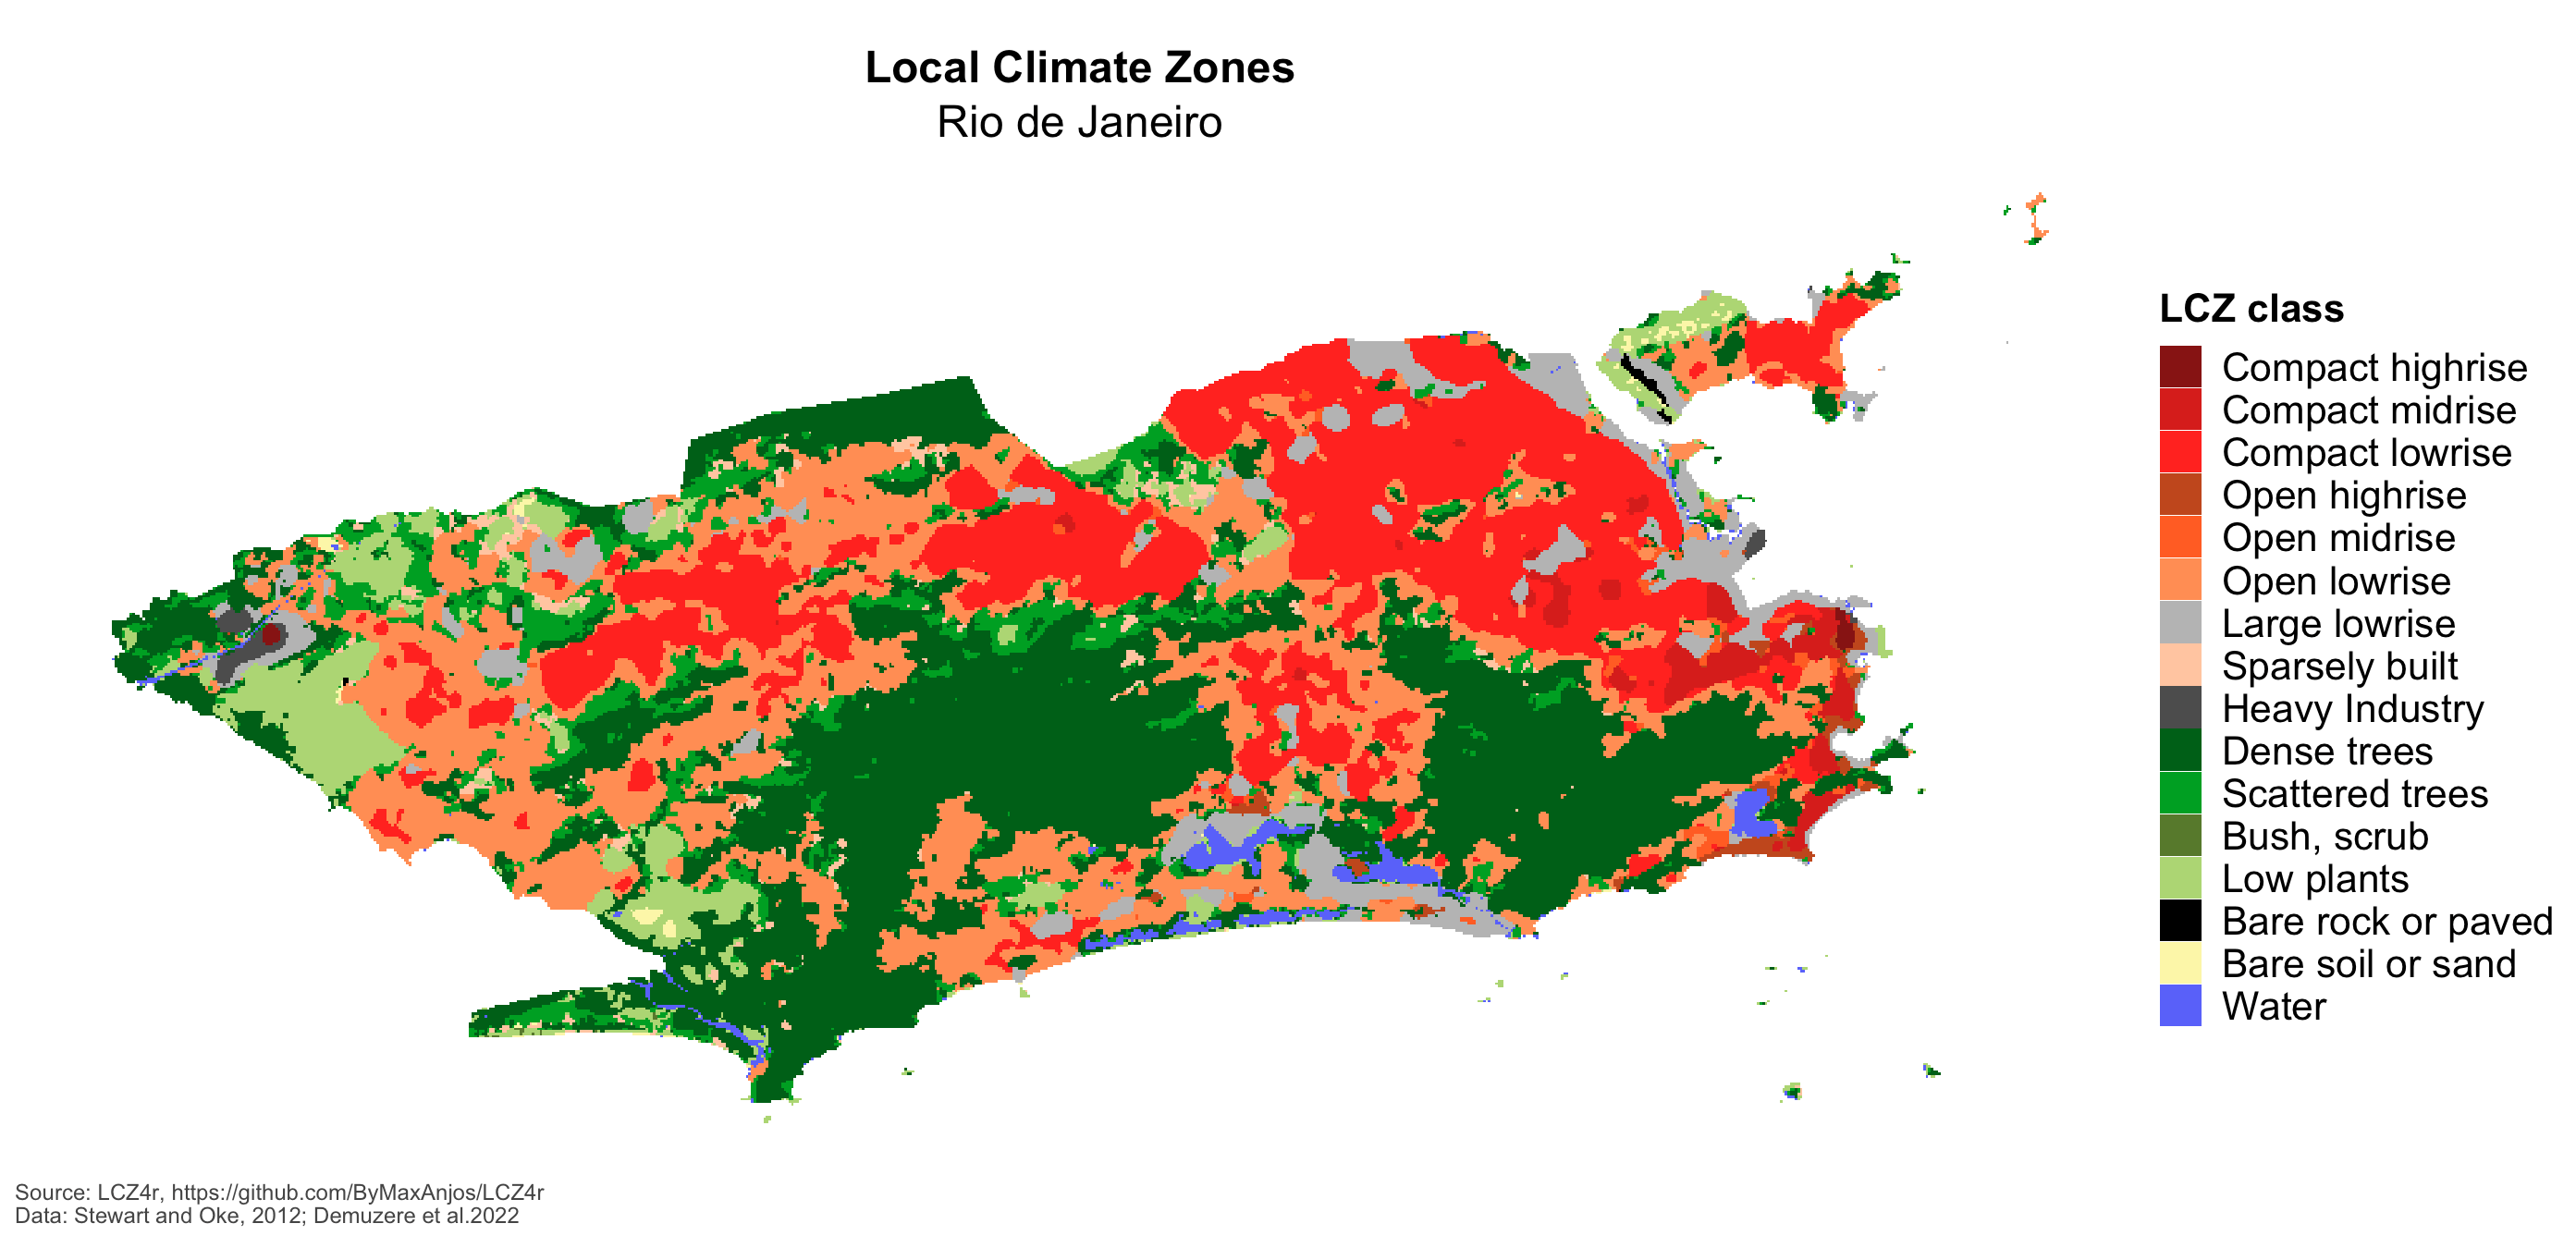 Local Climate Zones
Rio de Janeiro
LCZ class
Compact highrise
Compact midrise
Compact lowrise
Open highrise
Open midrise
Open lowrise
Large lowrise
Sparsely built
Heavy Industry
Dense trees
Scattered trees
Bush, scrub
Low plants
Bare rock or paved
Bare soil or sand
Water
Source: LCZ4r, https://github.com/ByMaxAnjos/LCZ4r
Data: Stewart and Oke, 2012; Demuzere et al.2022